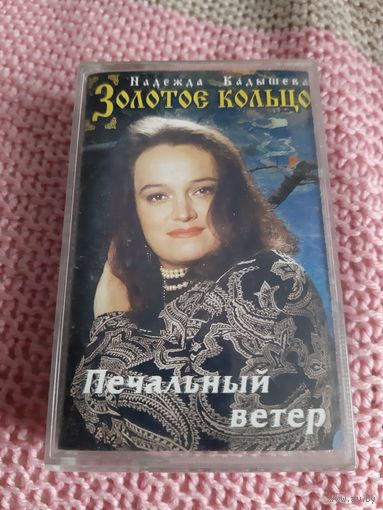 Надежда Кадышева
Золотое кольцо
Печальный
ветер